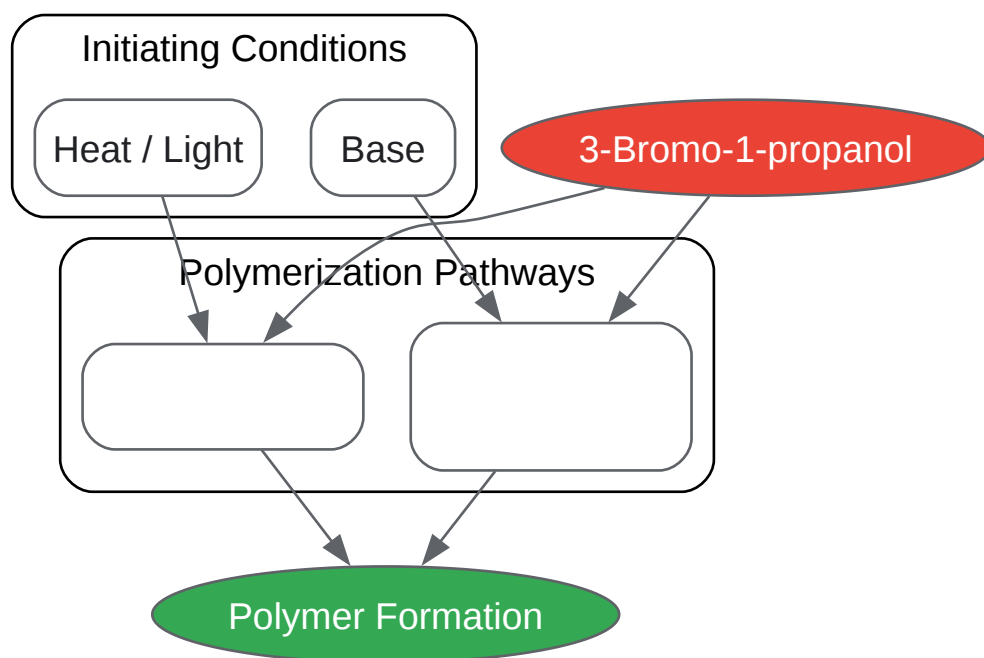 Initiating Conditions
Heat / Light
Base
3-Bromo-1-propanol
Polymerization Pathways
Polymer Formation